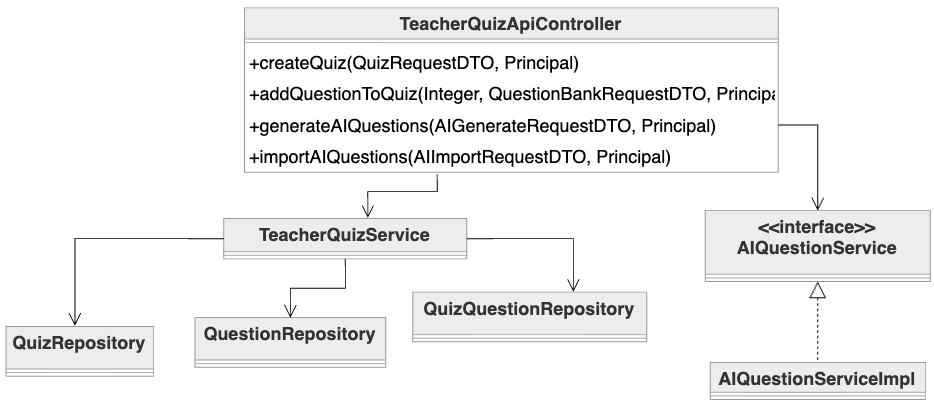 TeacherQuizApiController
+createQuiz(QuizRequestDTO, Principal)
+addQuestionToQuiz(Integer, QuestionBankRequestDTO, Principa
+generateAIQuestions(AIGenerateRequestDTO, Principal)
+importAIQuestions(AIImportRequestDTO, Principal)
TeacherQuizService
<<interface>>
AIQuestionService
QuizRepository
QuestionRepository
QuizQuestionRepository
AIQuestionServiceImpl